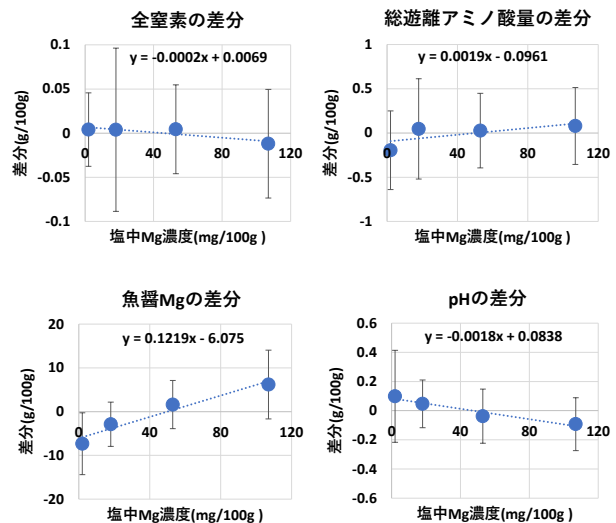 全窒素の差分
y = -0.0002x + 0.0069
0.1
0.05
0
-0.05
-0.1
0
40
80
120
差分(g/100g)
塩中Mg濃度(mg/100g )
総遊離アミノ酸量の差分
y = 0.0019x - 0.0961
1
0.5
0
-0.5
-1
0
40
80
120
差分(g/100g)
塩中Mg濃度(mg/100g )
魚醤Mgの差分
y = 0.1219x - 6.075
20
10
0
-10
-20
0
40
80
120
差分(g/100g)
塩中Mg濃度(mg/100g )
pHの差分
y = -0.0018x + 0.0838
0.6
0.4
0.2
0
-0.2
-0.4
-0.6
0
40
80
120
差分(g/100g)
塩中Mg濃度(mg/100g )